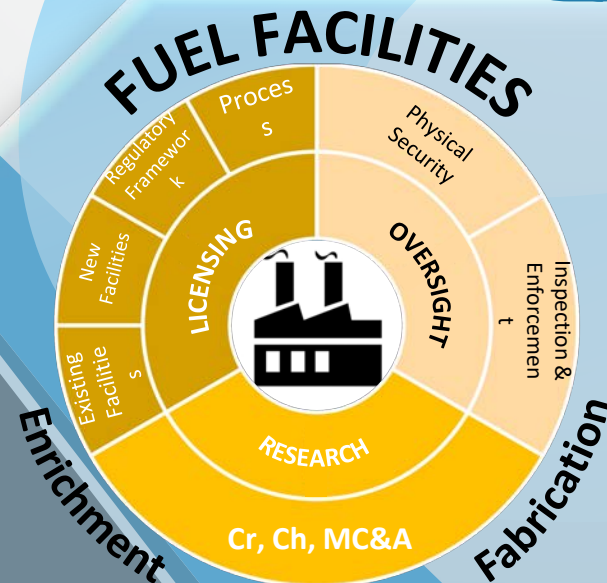 FUEL FACILITIES
Proces
s
Regulatory
Framewor
k
New
Facilities
Existing
Facilitie
s
LICENSING
Physical
Security
Inspection &
Enforcemen
t
OVERSIGHT
RESEARCH
Cr, Ch, MC&A
Enrichment
Fabrication